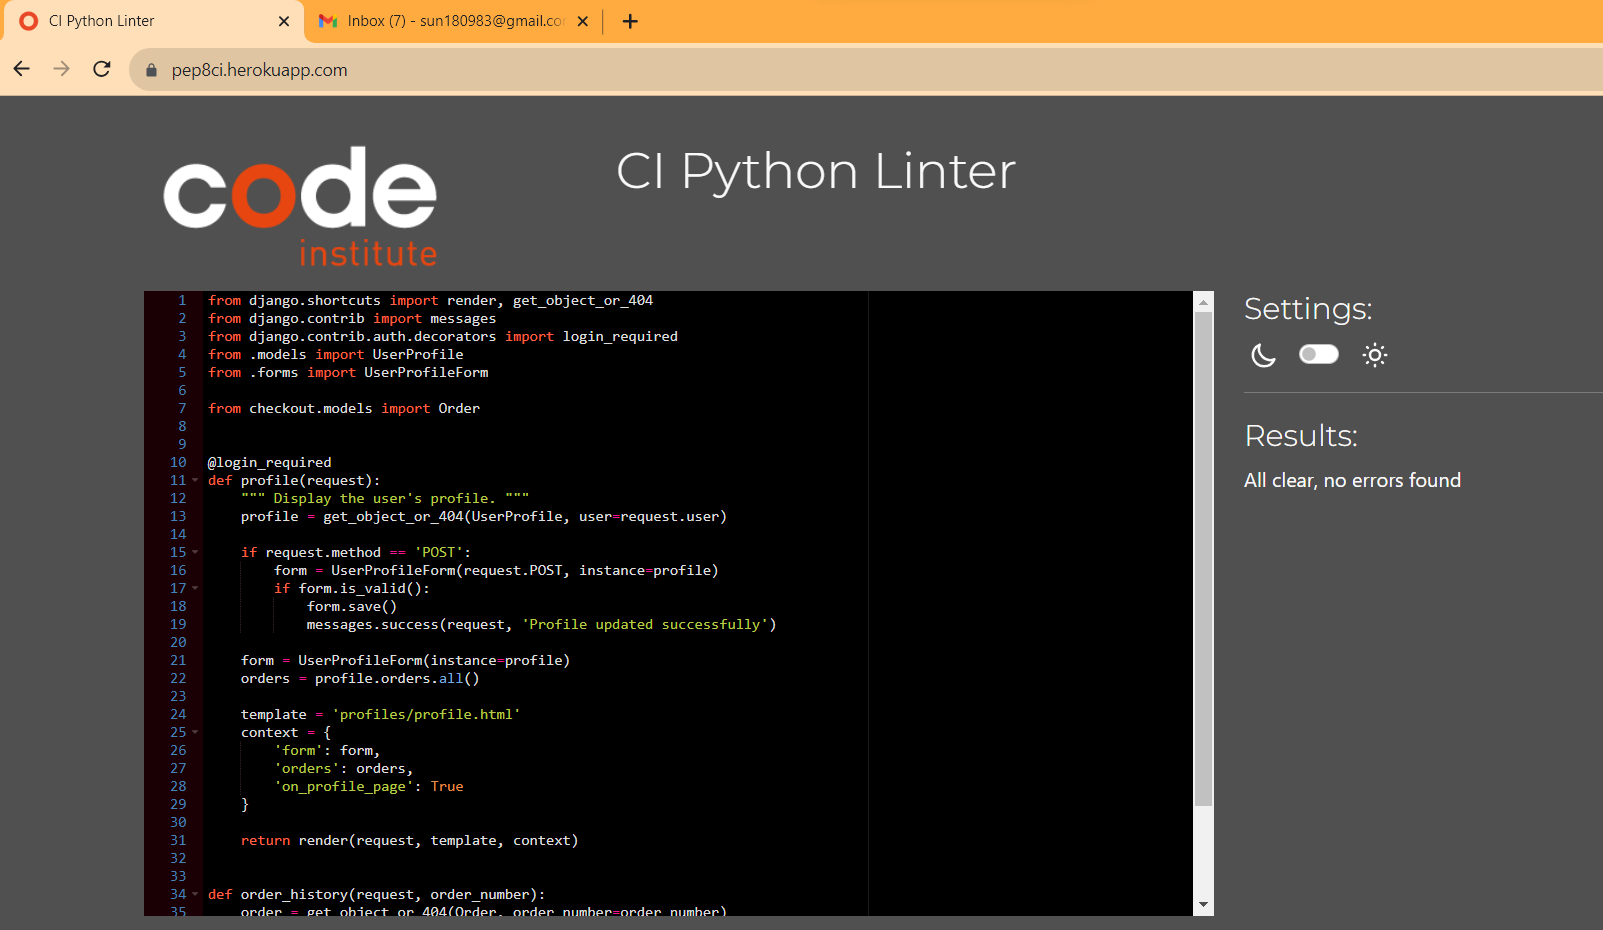 CI Python Linter
Inbox (7) - sun180983@gmail.co
pep8ci.herokuapp.com
code
institute
CI Python Linter
1 from django.shortcuts import render, get_object_or_404
2 from django.contrib import messages
3 from django.contrib.auth.decorators import login_required
4 from .models import UserProfile
5 from .forms import UserProfileForm
6
7 from checkout.models import Order
8
9
10 @login_required
11 def profile(request):
12     """ Display the user's profile. """
13     profile = get_object_or_404(UserProfile, user=request.user)
14
15     if request.method == 'POST':
16         form = UserProfileForm(request.POST, instance=profile)
17         if form.is_valid():
18             form.save()
19             messages.success(request, 'Profile updated successfully')
20
21     form = UserProfileForm(instance=profile)
22     orders = profile.orders.all()
23
24     template = 'profiles/profile.html'
25     context = {
26         'form': form,
27         'orders': orders,
28         'on_profile_page': True
29     }
30
31     return render(request, template, context)
32
33
34 def order_history(request, order_number):
35     order = get_object_or_404(Order, order_number=order_number)
Settings:
Results:
All clear, no errors found